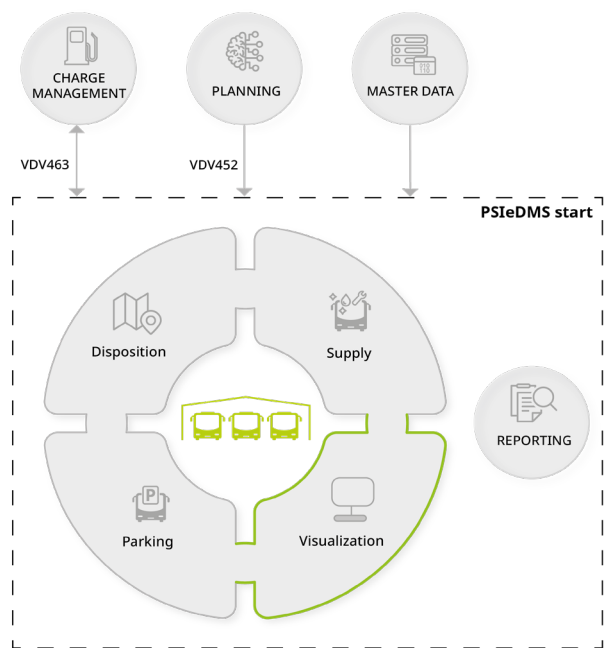 CHARGE
MANAGEMENT
PLANNING
MASTER DATA
VDV463
VDV452
PSIeDMS start
Disposition
Supply
REPORTING
P
Parking
Visualization